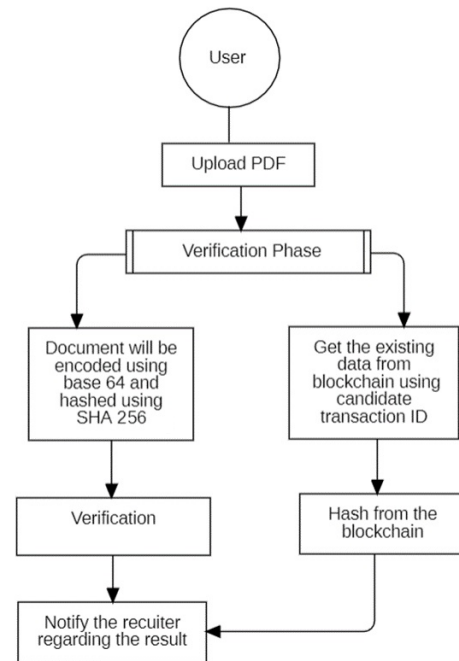 User
Upload PDF
Verification Phase
Document will be
encoded using
base 64 and
hashed using
SHA 256
Get the existing
data from
blockchain using
candidate
transaction ID
Verification
Hash from the
blockchain
Notify the recuiter
regarding the result